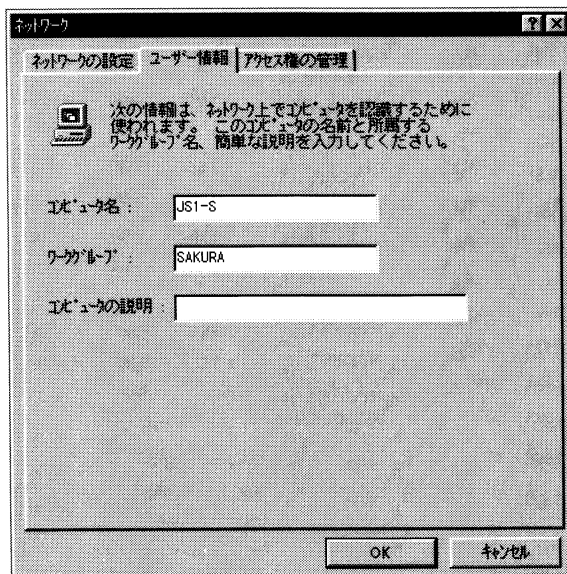 ネットワーク
ネットワークの設定 ユーザー情報 アクセス権の管理
次の情報は、ネットワーク上でコンピュータを認識するために
使われます。 このコンピュータの名前と所属する
ワークグループ名、簡単な説明を入力してください。
コンピュータ名 : JS1-S
ワークグループ : SAKURA
コンピュータの説明 :
OK キャンセル